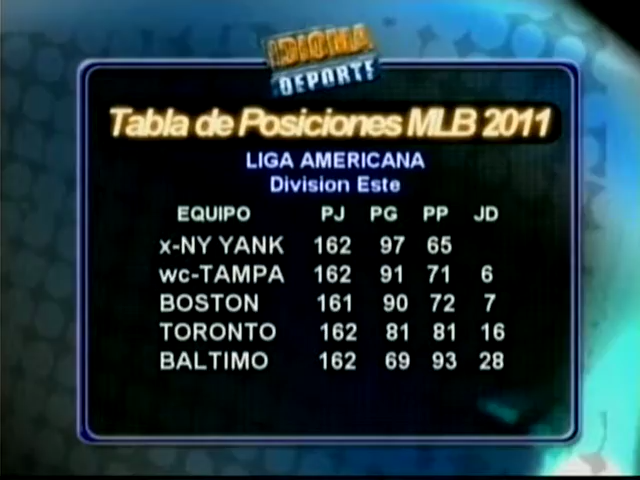 IDIOMA
DEPORTE
Tabla de Posiciones MLB 2011
LIGA AMERICANA
Division Este
EQUIPO PJ PG PP JD
x-NY YANK 162 97 65
wc-TAMPA 162 91 71 6
BOSTON 161 90 72 7
TORONTO 162 81 81 16
BALTIMO 162 69 93 28